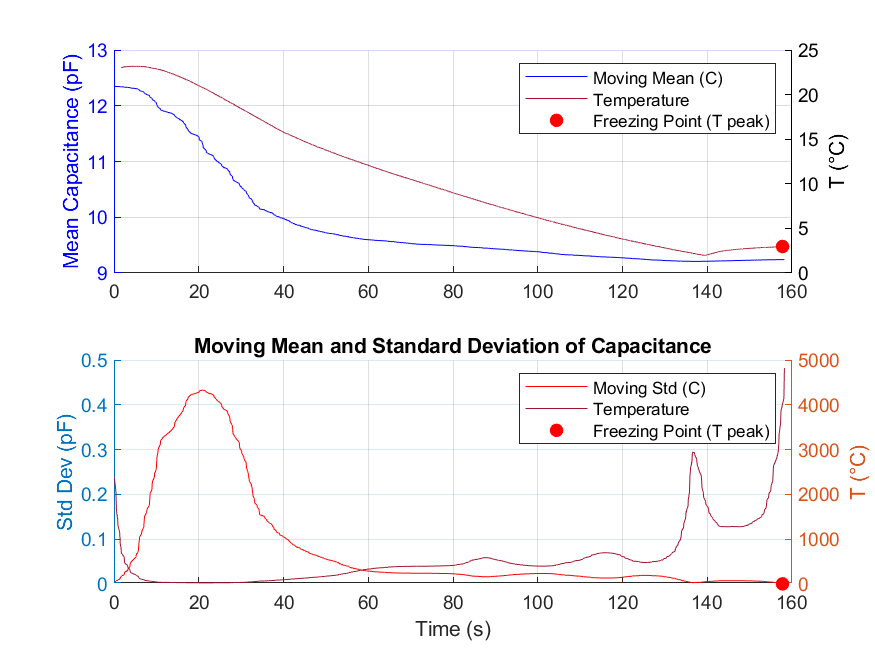 13
12
11
10
9
Mean Capacitance (pF)
25
20
15
10
5
0
T (°C)
Moving Mean (C)
Temperature
Freezing Point (T peak)
0 20 40 60 80 100 120 140 160
Moving Mean and Standard Deviation of Capacitance
0.5
0.4
0.3
0.2
0.1
0
Std Dev (pF)
5000
4000
3000
2000
1000
0
T (°C)
Moving Std (C)
Temperature
Freezing Point (T peak)
0 20 40 60 80 100 120 140 160
Time (s)